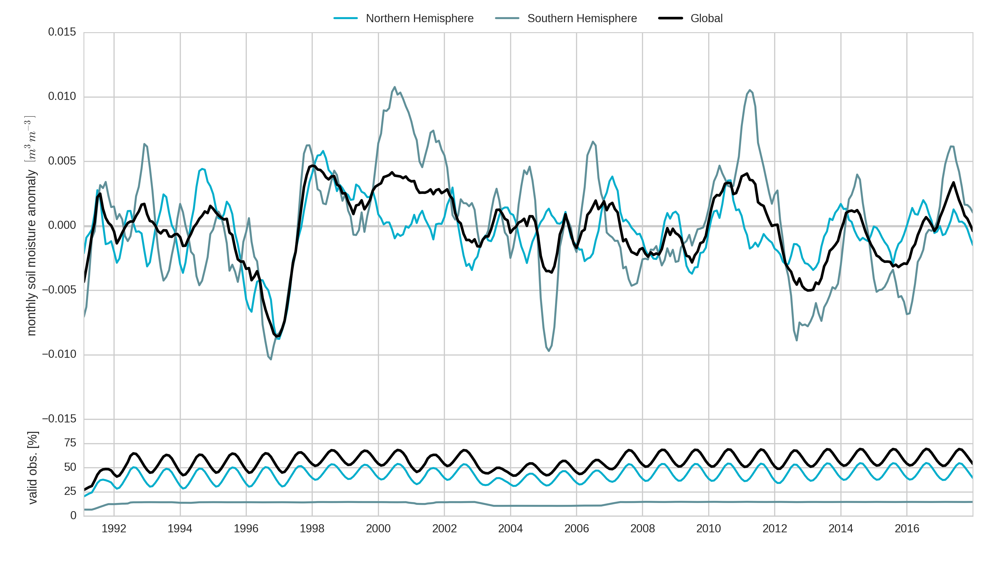 Northern Hemisphere Southern Hemisphere Global
0.015
0.010
0.005
0.000
−0.005
−0.010
−0.015
monthly soil moisture anomaly [m³ m⁻³]
75
50
25
0
valid obs. [%]
1992 1994 1996 1998 2000 2002 2004 2006 2008 2010 2012 2014 2016